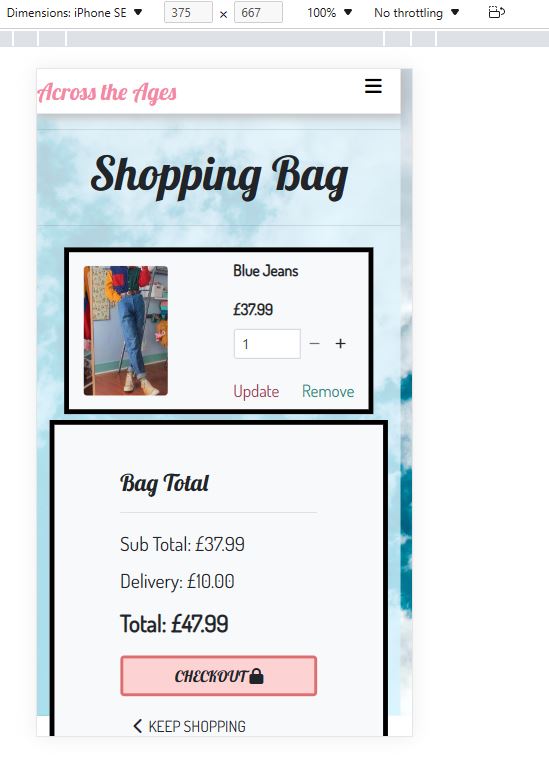 Dimensions: iPhone SE ▼ 375 × 667 100% ▼ No throttling ▼
Across the Ages
Shopping Bag
Blue Jeans
£37.99
1 − +
Update Remove
Bag Total
Sub Total: £37.99
Delivery: £10.00
Total: £47.99
CHECKOUT
KEEP SHOPPING